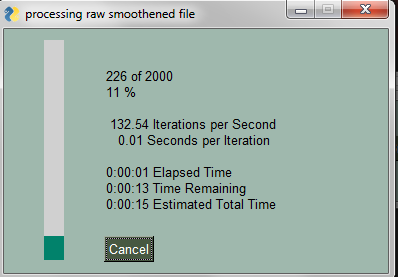 processing raw smoothened file
226 of 2000
11 %
132.54 Iterations per Second
0.01 Seconds per Iteration
0:00:01 Elapsed Time
0:00:13 Time Remaining
0:00:15 Estimated Total Time
Cancel